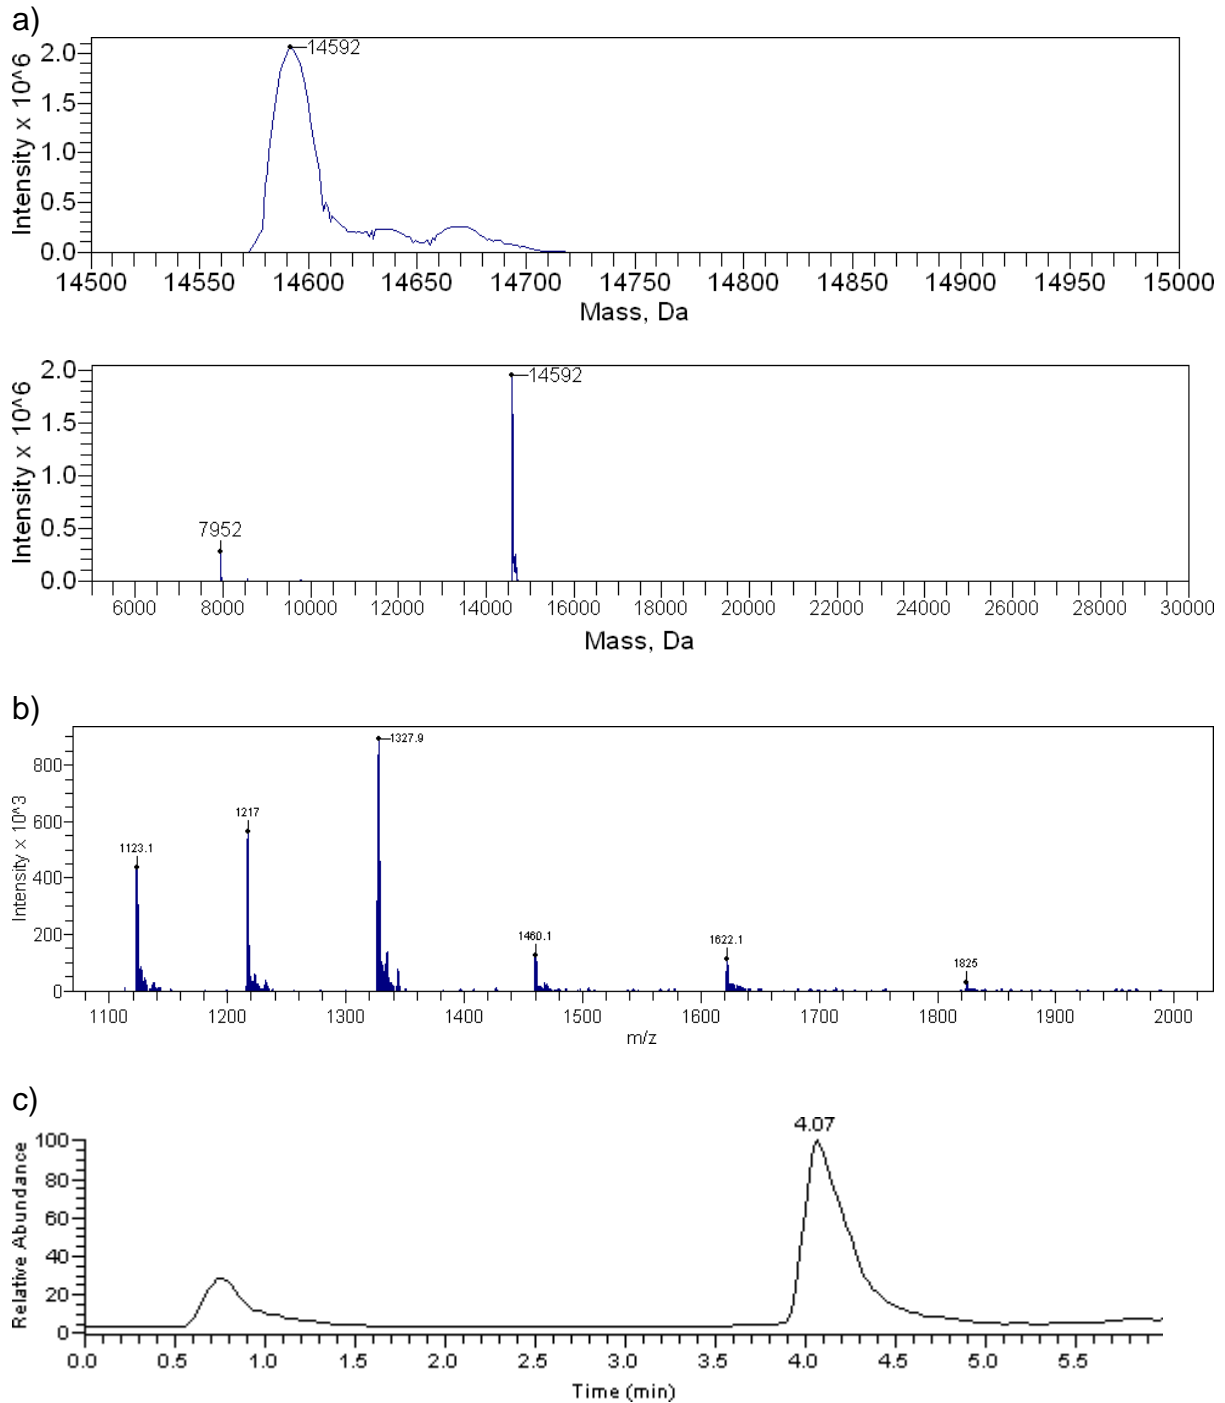 a)
14592
2.0
1.5
1.0
0.5
0.0
Intensity x 10^6
14500 14550 14600 14650 14700 14750 14800 14850 14900 14950 15000
Mass, Da
14592
7952
2.0
1.5
1.0
0.5
0.0
Intensity x 10^6
6000 8000 10000 12000 14000 16000 18000 20000 22000 24000 26000 28000 30000
Mass, Da
b)
1327.9
1217
1123.1
1460.1
1622.1
1825
800
600
400
200
0
Intensity x 10^3
1100 1200 1300 1400 1500 1600 1700 1800 1900 2000
m/z
c)
4.07
100
80
60
40
20
0
Relative Abundance
0.0 0.5 1.0 1.5 2.0 2.5 3.0 3.5 4.0 4.5 5.0 5.5
Time (min)